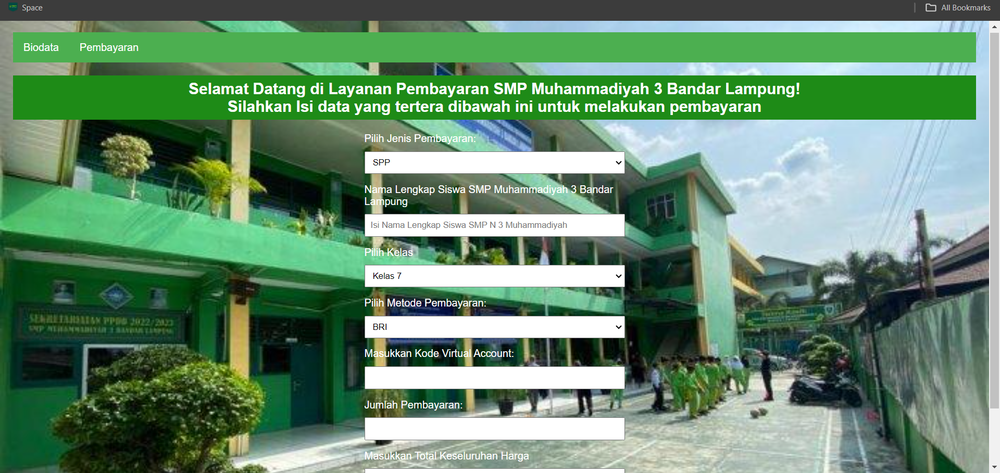 Space
All Bookmarks
Biodata
Pembayaran
Selamat Datang di Layanan Pembayaran SMP Muhammadiyah 3 Bandar Lampung!
Silahkan Isi data yang tertera dibawah ini untuk melakukan pembayaran
Pilih Jenis Pembayaran:
SPP
Nama Lengkap Siswa SMP Muhammadiyah 3 Bandar
Lampung
Isi Nama Lengkap Siswa SMP N 3 Muhammadiyah
Pilih Kelas
Kelas 7
Pilih Metode Pembayaran:
BRI
SEKRETARIATAN PPDB 2022/2023
SMP MUHAMMADIYAH 3 BANDAR LAMPUNG
Masukkan Kode Virtual Account:
Jumlah Pembayaran:
Masukkan Total Keseluruhan Harga